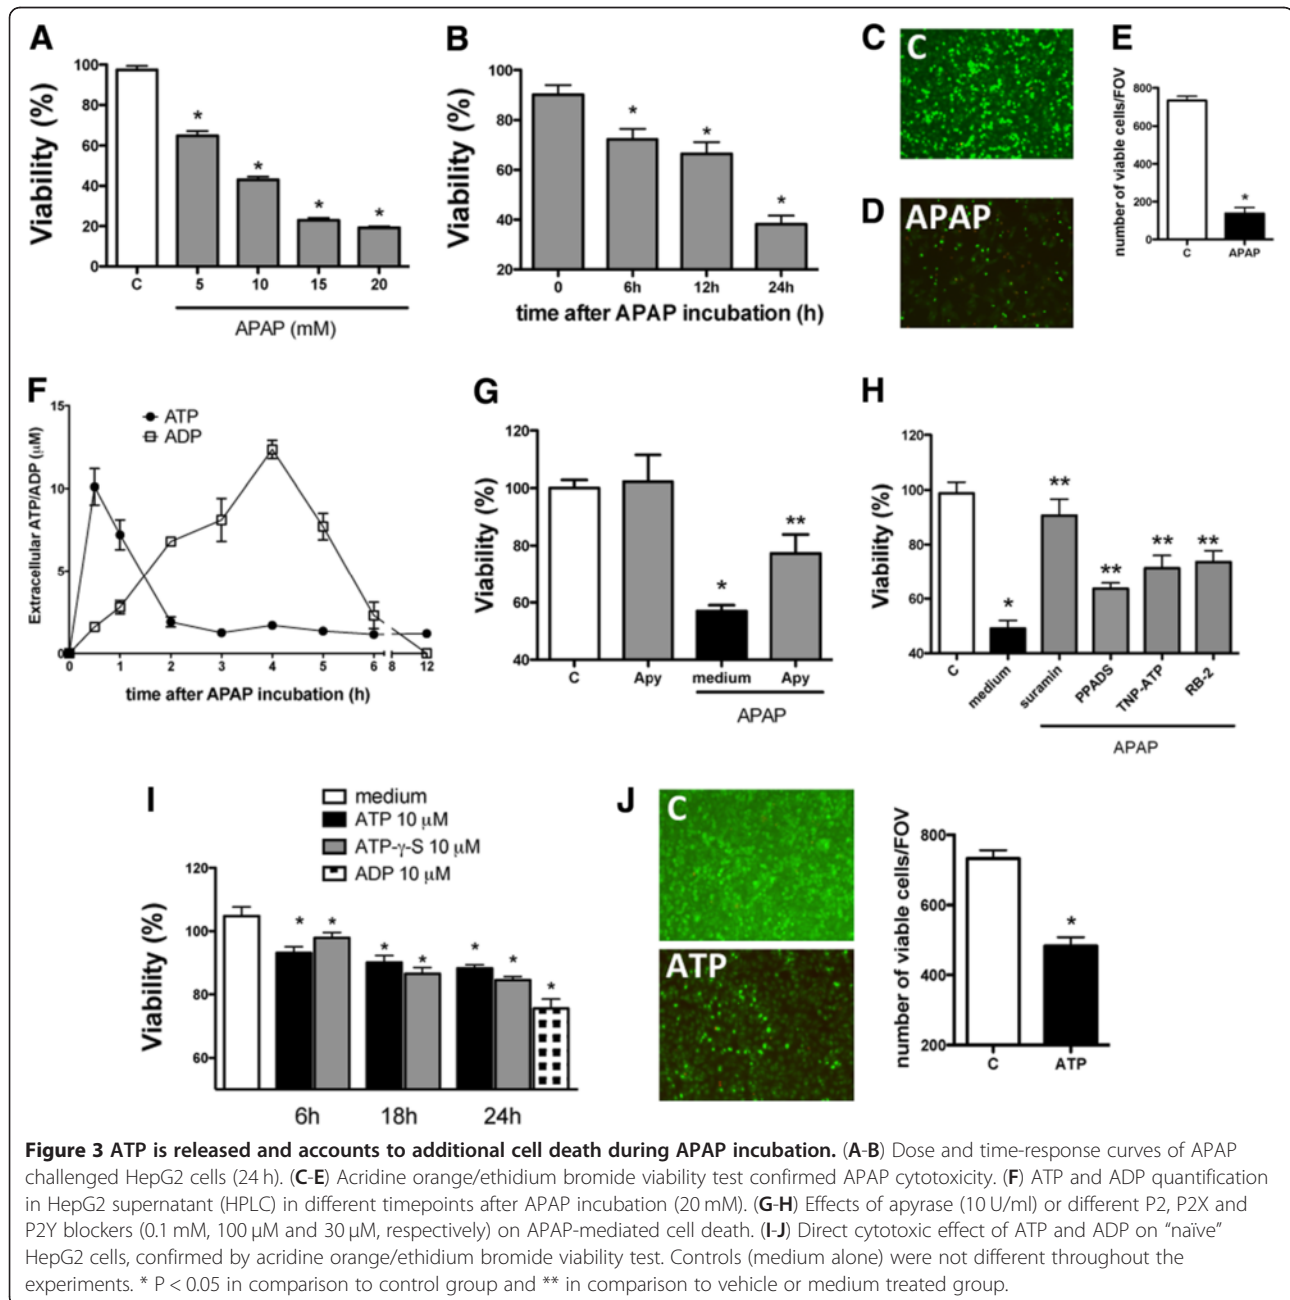 A
Viability (%)
100
80
60
40
20
0
*
*
*
*
C
5
10
15
20
APAP (mM)
B
Viability (%)
100
80
60
40
20
*
*
*
0
6h
12h
24h
time after APAP incubation (h)
C
C
D
APAP
E
number of viable cells/FOV
800
600
400
200
0
*
C
APAP
F
Extracellular ATP/ADP (μM)
15
10
5
0
ATP
ADP
0
1
2
3
4
5
6
8
12
time after APAP incubation (h)
G
Viability (%)
120
100
80
60
40
*
**
C
Apy
medium
Apy
APAP
H
Viability (%)
120
100
80
60
40
*
**
**
**
**
C
medium
suramin
PPADS
TNP-ATP
RB-2
APAP
I
medium
ATP 10 μM
ATP-γ-S 10 μM
ADP 10 μM
Viability (%)
120
100
80
60
*
*
*
*
*
*
*
6h
18h
24h
J
C
ATP
number of viable cells/FOV
800
600
400
200
*
C
ATP
Figure 3 ATP is released and accounts to additional cell death during APAP incubation. (A-B) Dose and time-response curves of APAP
challenged HepG2 cells (24 h). (C-E) Acridine orange/ethidium bromide viability test confirmed APAP cytotoxicity. (F) ATP and ADP quantification
in HepG2 supernatant (HPLC) in different timepoints after APAP incubation (20 mM). (G-H) Effects of apyrase (10 U/ml) or different P2, P2X and
P2Y blockers (0.1 mM, 100 μM and 30 μM, respectively) on APAP-mediated cell death. (I-J) Direct cytotoxic effect of ATP and ADP on “naïve”
HepG2 cells, confirmed by acridine orange/ethidium bromide viability test. Controls (medium alone) were not different throughout the
experiments. * P < 0.05 in comparison to control group and ** in comparison to vehicle or medium treated group.